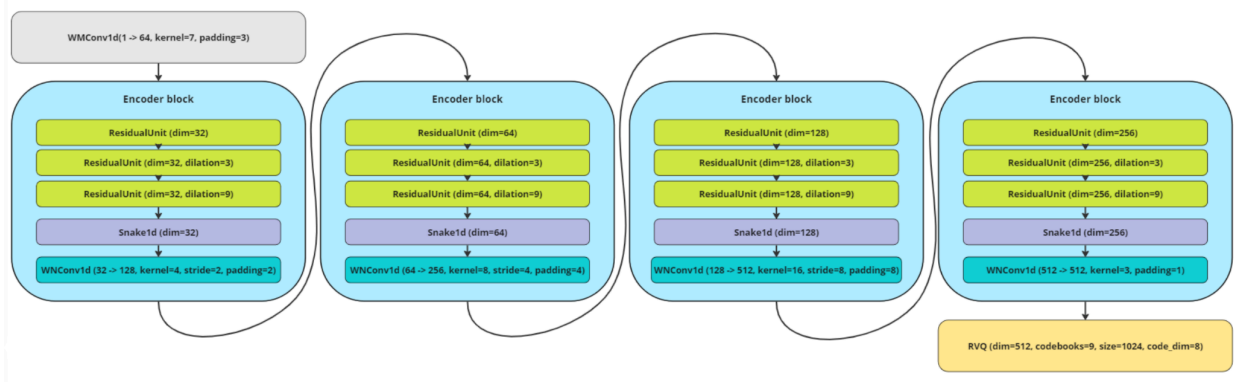 WMConv1d(1 -> 64, kernel=7, padding=3)
Encoder block
ResidualUnit (dim=32)
ResidualUnit (dim=32, dilation=3)
ResidualUnit (dim=32, dilation=9)
Snake1d (dim=32)
WNConv1d (32 -> 128, kernel=4, stride=2, padding=2)
Encoder block
ResidualUnit (dim=64)
ResidualUnit (dim=64, dilation=3)
ResidualUnit (dim=64, dilation=9)
Snake1d (dim=64)
WNConv1d (64 -> 256, kernel=8, stride=4, padding=4)
Encoder block
ResidualUnit (dim=128)
ResidualUnit (dim=128, dilation=3)
ResidualUnit (dim=128, dilation=9)
Snake1d (dim=128)
WNConv1d (128 -> 512, kernel=16, stride=8, padding=8)
Encoder block
ResidualUnit (dim=256)
ResidualUnit (dim=256, dilation=3)
ResidualUnit (dim=256, dilation=9)
Snake1d (dim=256)
WNConv1d (512 -> 512, kernel=3, padding=1)
RVQ (dim=512, codebooks=9, size=1024, code_dim=8)